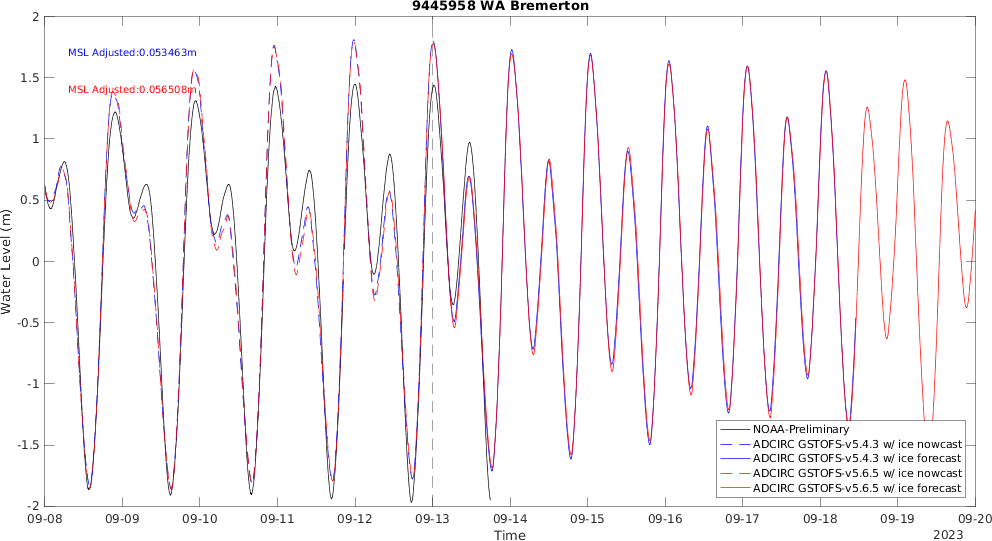 9445958 WA Bremerton
2
1.5
1
0.5
0
-0.5
-1
-1.5
-2
Water Level (m)
MSL Adjusted:0.053463m
MSL Adjusted:0.056508m
NOAA-Preliminary
ADCIRC GSTOFS-v5.4.3 w/ ice nowcast
ADCIRC GSTOFS-v5.4.3 w/ ice forecast
ADCIRC GSTOFS-v5.6.5 w/ ice nowcast
ADCIRC GSTOFS-v5.6.5 w/ ice forecast
09-08 09-09 09-10 09-11 09-12 09-13 09-14 09-15 09-16 09-17 09-18 09-19 09-20
Time
2023